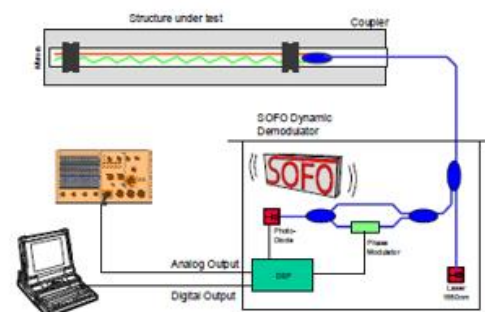 Structure under test
Coupler
Mirrors
SOFO Dynamic
Demodulator
SOFO
Photo-
Diode
Phase
Modulator
DSP
Laser
1550nm
Analog Output
Digital Output